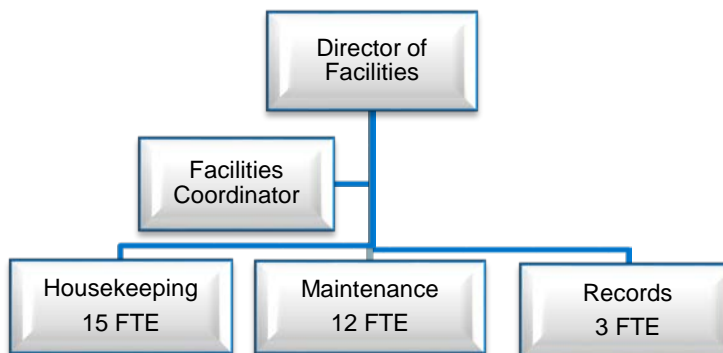 Director of
Facilities
Facilities
Coordinator
Housekeeping
15 FTE
Maintenance
12 FTE
Records
3 FTE